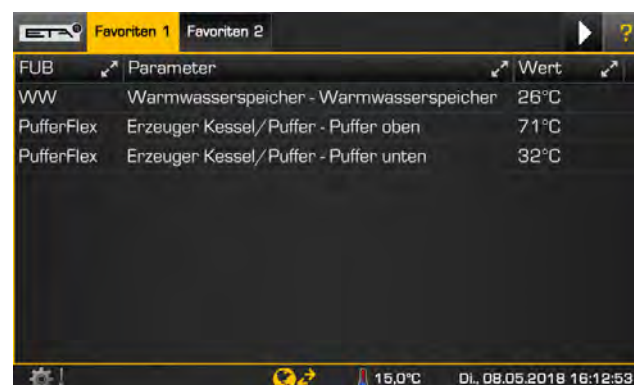 ETA Favoriten 1 Favoriten 2 ?
FUB Parameter Wert
WW Warmwasserspeicher - Warmwasserspeicher 26°C
PufferFlex Erzeuger Kessel/Puffer - Puffer oben 71°C
PufferFlex Erzeuger Kessel/Puffer - Puffer unten 32°C
15,0°C Di., 08.05.2018 16:12:53